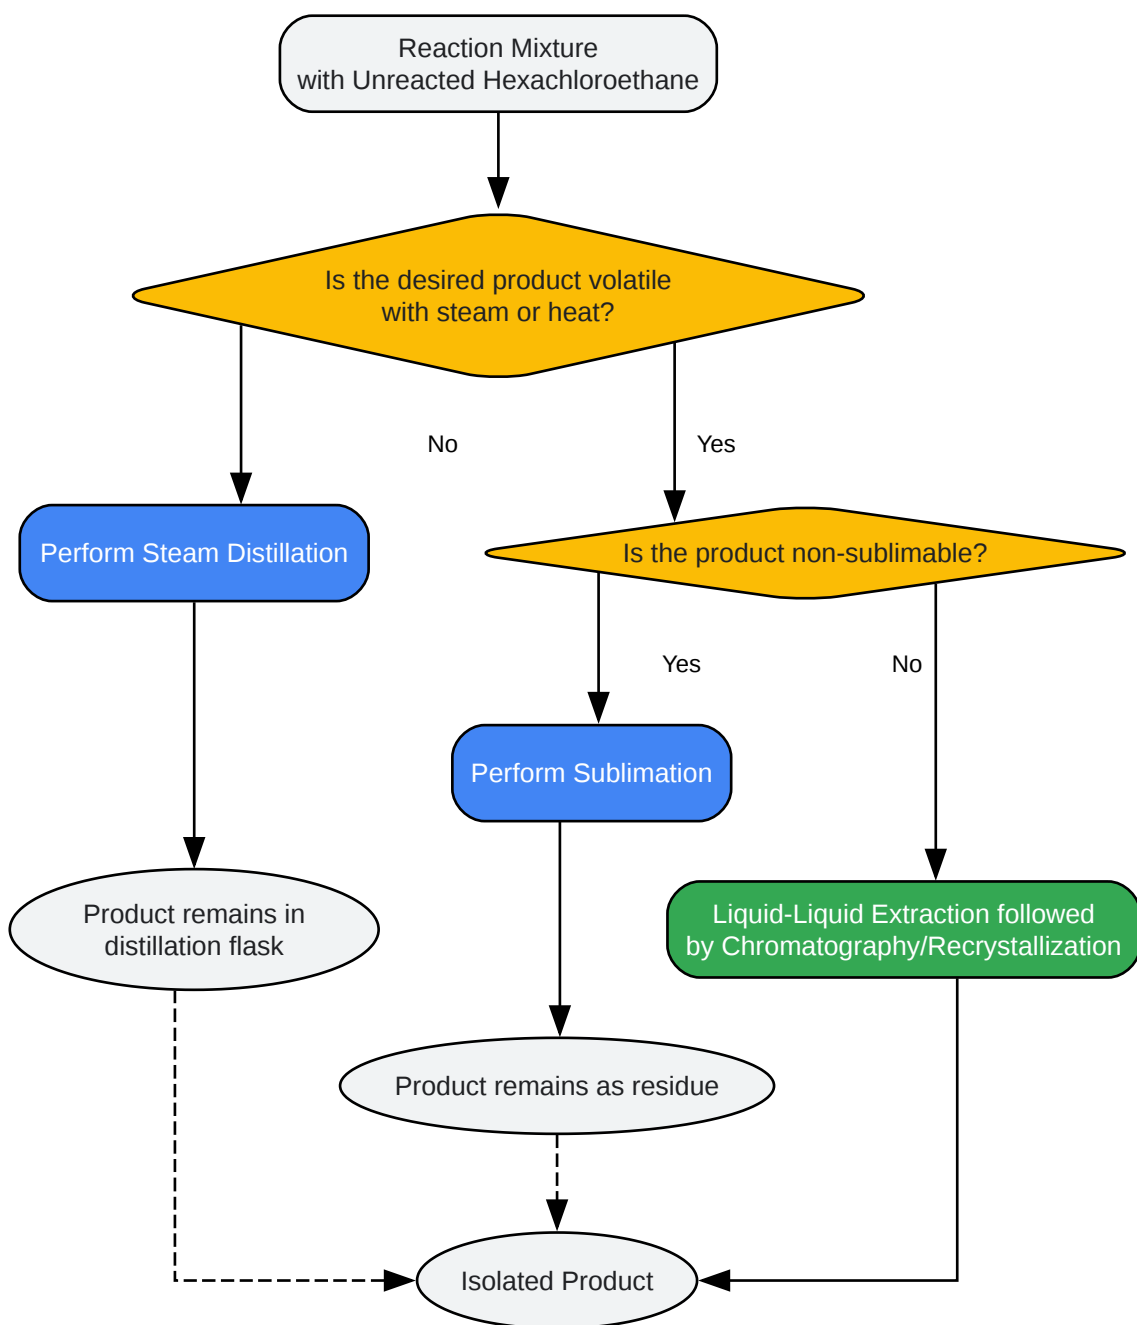 Reaction Mixture
with Unreacted Hexachloroethane
Is the desired product volatile
with steam or heat?
No
Yes
Perform Steam Distillation
Is the product non-sublimable?
Yes
No
Perform Sublimation
Product remains in
distillation flask
Liquid-Liquid Extraction followed
by Chromatography/Recrystallization
Product remains as residue
Isolated Product